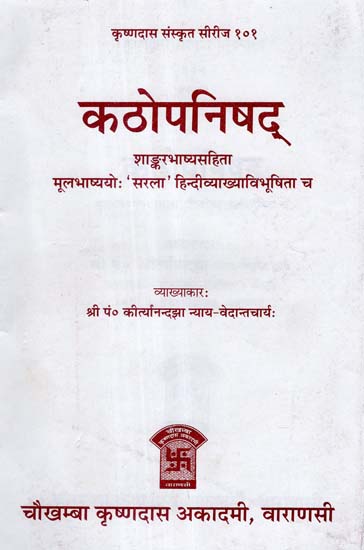 कृष्णदास संस्कृत सीरीज १०१
कठोपनिषद्
शाङ्करभाष्यसहिता
मूलभाष्ययोः ‘सरला’ हिन्दीव्याख्याविभूषिता च
व्याख्याकारः
श्री पं० कीर्त्यानन्दझा न्याय-वेदान्तचार्यः
चौखम्बा
कृष्णदास अकादमी
वाराणसी
चौखम्बा कृष्णदास अकादमी, वाराणसी